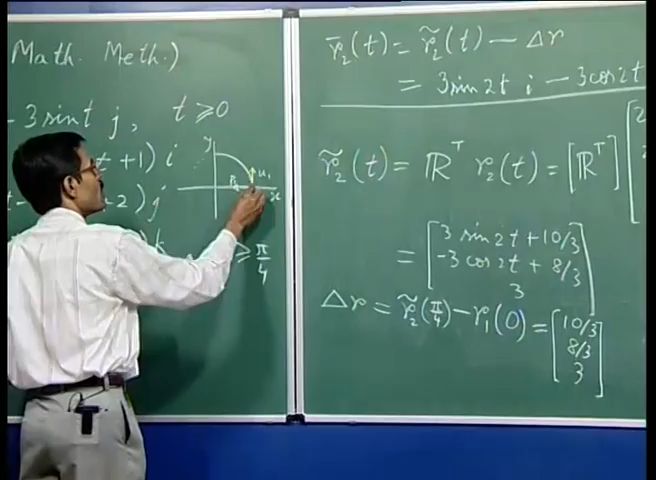 Math. Meth.)
-3 sint j, t ≥ 0
+1) i
-2) j
k
≥ π/4
y
x
u₁
r̄₂(t) = r̃₂(t) - Δr
= 3 sin 2t i - 3 cos 2t
r̃₂(t) = ℝᵀ r₂(t) = [ℝᵀ] [2
= [3 sin 2t + 10/3
-3 cos 2t + 8/3
3]
Δr = r̃₂(π/4) - r₁(0) = [10/3
8/3
3]